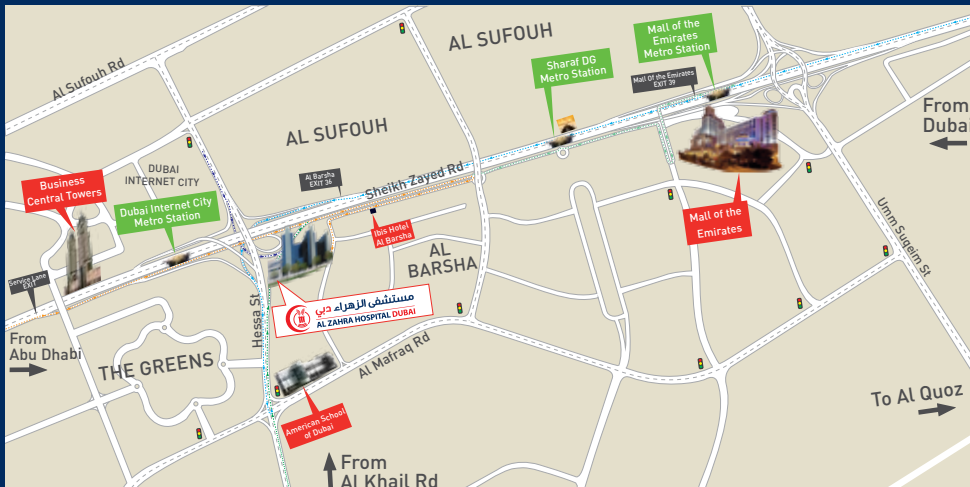 AL SUFOUH
Mall of the
Emirates
Metro Station
Sharaf DG
Metro Station
Mall Of the Emirates
EXIT 39
Al Sufouh Rd
From
Dubai
AL SUFOUH
DUBAI
INTERNET CITY
Al Barsha
EXIT 36
Sheikh Zayed Rd
Business
Central Towers
Dubai Internet City
Metro Station
Mall of the
Emirates
Umm Suqeim St
Ibis Hotel
Al Barsha
AL
BARSHA
Service Lane
EXIT
مستشفى الزهراء دبي
AL ZAHRA HOSPITAL DUBAI
Hessa St
From
Abu Dhabi
THE GREENS
Al Mafraq Rd
To Al Quoz
American School
of Dubai
From
Al Khail Rd